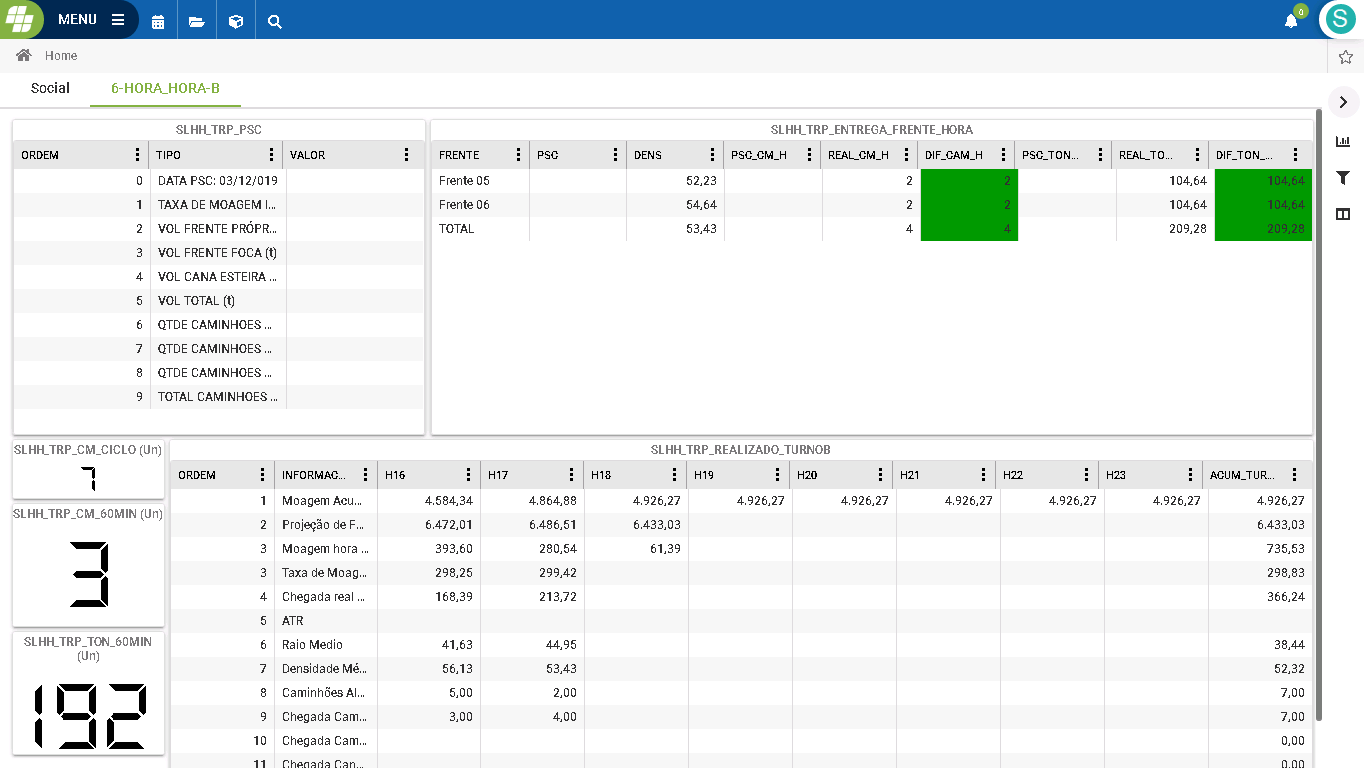 MENU
0
S
Home
Social 6-HORA_HORA-B
SLHH_TRP_PSC
ORDEM TIPO VALOR
0 DATA PSC: 03/12/019
1 TAXA DE MOAGEM I...
2 VOL FRENTE PRÓPR...
3 VOL FRENTE FOCA (t)
4 VOL CANA ESTEIRA ...
5 VOL TOTAL (t)
6 QTDE CAMINHOES ...
7 QTDE CAMINHOES ...
8 QTDE CAMINHOES ...
9 TOTAL CAMINHOES ...
SLHH_TRP_ENTREGA_FRENTE_HORA
FRENTE PSC DENS PSC_CM_H REAL_CM_H DIF_CAM_H PSC_TON... REAL_TO... DIF_TON_...
Frente 05 52,23 2 2 104,64 104,64
Frente 06 54,64 2 2 104,64 104,64
TOTAL 53,43 4 4 209,28 209,28
SLHH_TRP_CM_CICLO (Un)
7
SLHH_TRP_CM_60MIN (Un)
3
SLHH_TRP_TON_60MIN
(Un)
192
SLHH_TRP_REALIZADO_TURNOB
ORDEM INFORMAC... H16 H17 H18 H19 H20 H21 H22 H23 ACUM_TUR...
1 Moagem Acu... 4.584,34 4.864,88 4.926,27 4.926,27 4.926,27 4.926,27 4.926,27 4.926,27 4.926,27
2 Projeção de F... 6.472,01 6.486,51 6.433,03 6.433,03
3 Moagem hora ... 393,60 280,54 61,39 735,53
3 Taxa de Moag... 298,25 299,42 298,83
4 Chegada real ... 168,39 213,72 366,24
5 ATR
6 Raio Medio 41,63 44,95 38,44
7 Densidade Mé... 56,13 53,43 52,32
8 Caminhões Al... 5,00 2,00 7,00
9 Chegada Cam... 3,00 4,00 7,00
10 Chegada Cam... 0,00
11 Chegada Can... 0,00